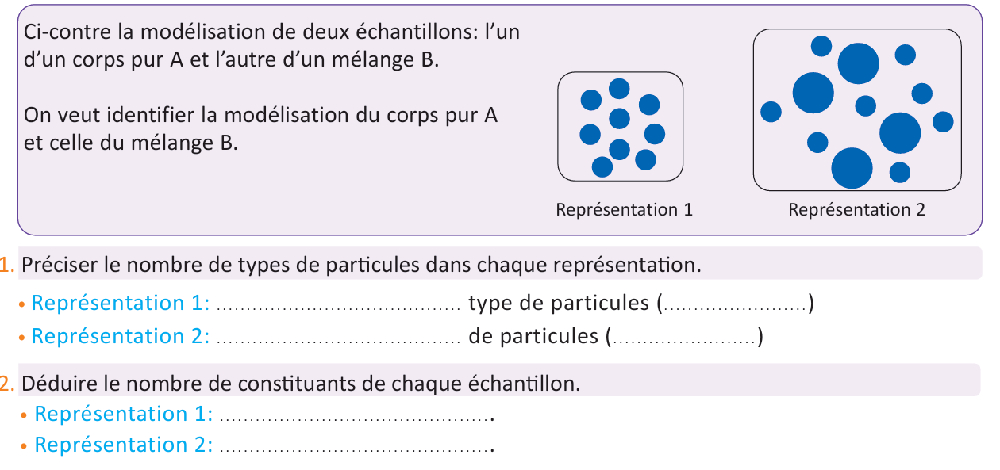 Ci-contre la modélisation de deux échantillons: l’un
d’un corps pur A et l’autre d’un mélange B.
On veut identifier la modélisation du corps pur A
et celle du mélange B.
Représentation 1
Représentation 2
1. Préciser le nombre de types de particules dans chaque représentation.
• Représentation 1: ......................................... type de particules (........................)
• Représentation 2: ......................................... de particules (........................)
2. Déduire le nombre de constituants de chaque échantillon.
• Représentation 1: .............................................
• Représentation 2: .............................................